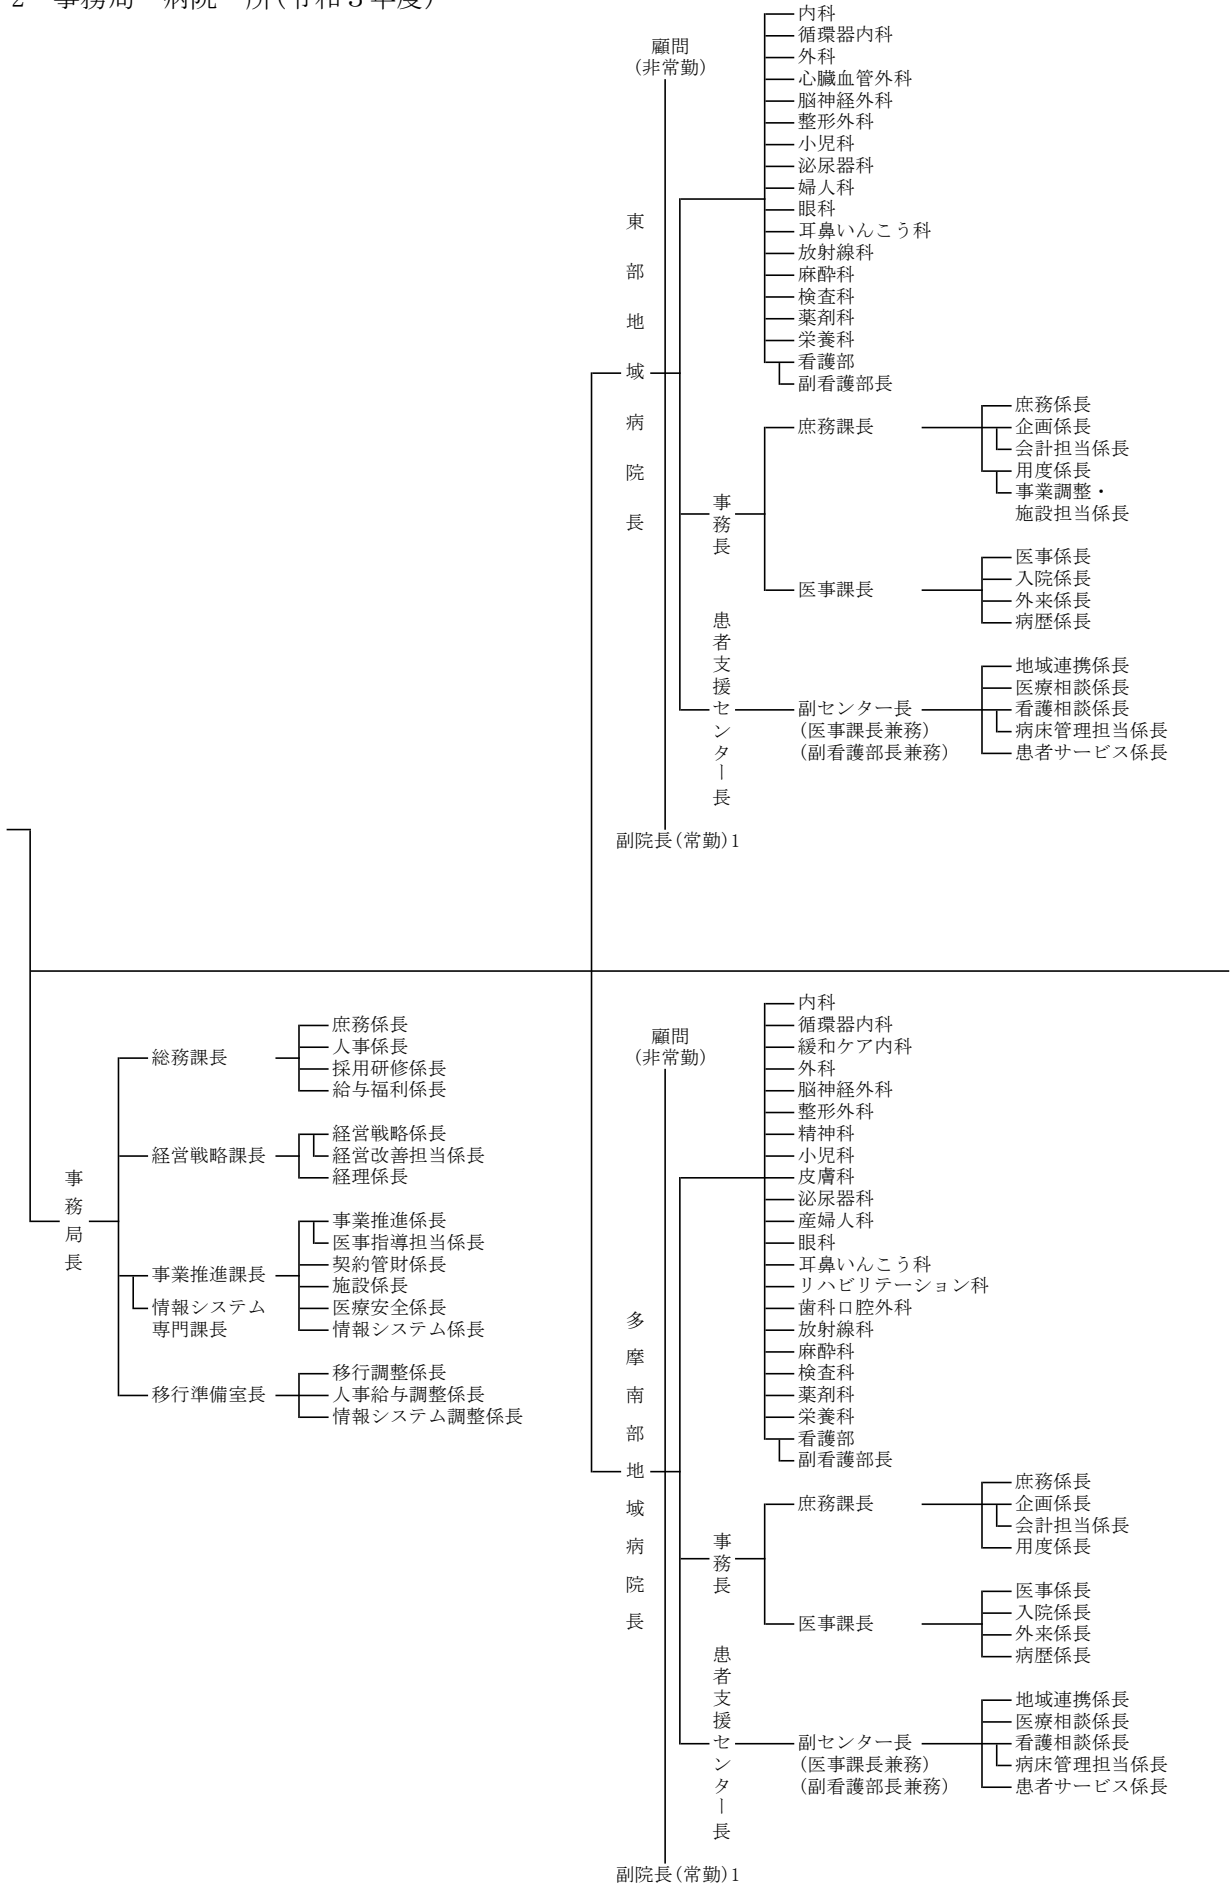 2 事務局 病院 所(令和3年度)
顧問
(非常勤)
東部地域病院長
内科
循環器内科
外科
心臓血管外科
脳神経外科
整形外科
小児科
泌尿器科
婦人科
眼科
耳鼻いんこう科
放射線科
麻酔科
検査科
薬剤科
栄養科
看護部
副看護部長
事務長
庶務課長
庶務係長
企画係長
会計担当係長
用度係長
事業調整・
施設担当係長
医事課長
医事係長
入院係長
外来係長
病歴係長
患者支援センター長
副センター長
(医事課長兼務)
(副看護部長兼務)
地域連携係長
医療相談係長
看護相談係長
病床管理担当係長
患者サービス係長
副院長(常勤)1
事務局長
総務課長
庶務係長
人事係長
採用研修係長
給与福利係長
経営戦略課長
経営戦略係長
経営改善担当係長
経理係長
事業推進課長
情報システム
専門課長
事業推進係長
医事指導担当係長
契約管財係長
施設係長
医療安全係長
情報システム係長
移行準備室長
移行調整係長
人事給与調整係長
情報システム調整係長
顧問
(非常勤)
多摩南部地域病院長
内科
循環器内科
緩和ケア内科
外科
脳神経外科
整形外科
精神科
小児科
皮膚科
泌尿器科
産婦人科
眼科
耳鼻いんこう科
リハビリテーション科
歯科口腔外科
放射線科
麻酔科
検査科
薬剤科
栄養科
看護部
副看護部長
事務長
庶務課長
庶務係長
企画係長
会計担当係長
用度係長
医事課長
医事係長
入院係長
外来係長
病歴係長
患者支援センター長
副センター長
(医事課長兼務)
(副看護部長兼務)
地域連携係長
医療相談係長
看護相談係長
病床管理担当係長
患者サービス係長
副院長(常勤)1